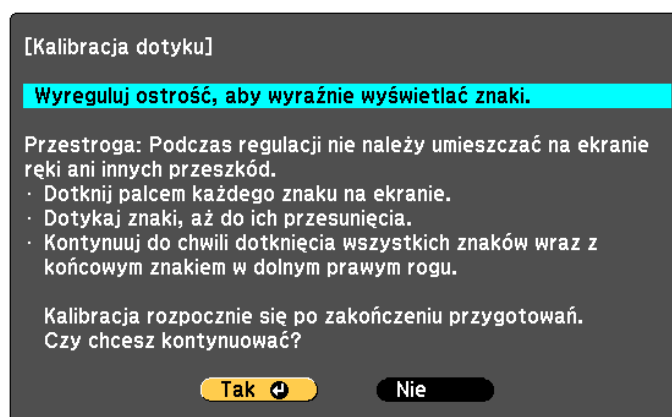 [Kalibracja dotyku]
Wyreguluj ostrość, aby wyraźnie wyświetlać znaki.
Przestroga: Podczas regulacji nie należy umieszczać na ekranie
ręki ani innych przeszkód.
· Dotknij palcem każdego znaku na ekranie.
· Dotykaj znaki, aż do ich przesunięcia.
· Kontynuuj do chwili dotknięcia wszystkich znaków wraz z
końcowym znakiem w dolnym prawym rogu.
Kalibracja rozpocznie się po zakończeniu przygotowań.
Czy chcesz kontynuować?
Tak Nie